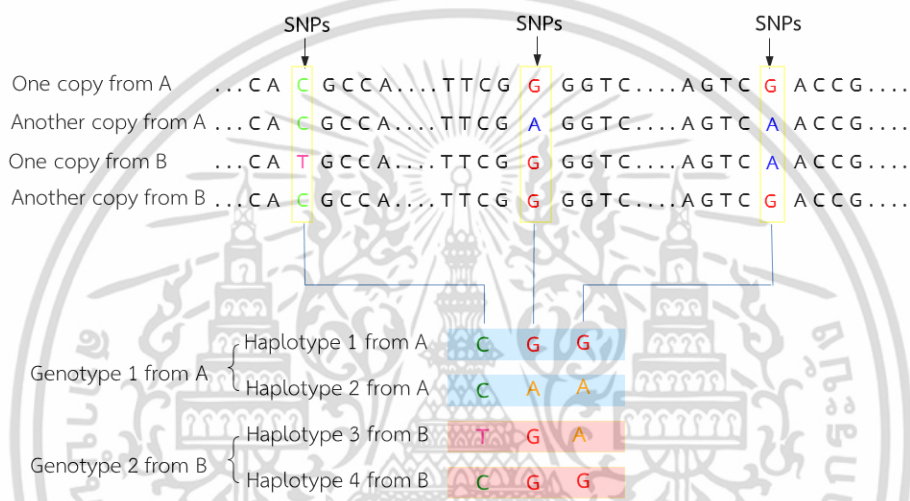 SNPs SNPs SNPs
One copy from A ...CA C GCCA....TTCG G GGTC....AGTC G ACCG....
Another copy from A ...CA C GCCA....TTCG A GGTC....AGTC A ACCG....
One copy from B ...CA T GCCA....TTCG G GGTC....AGTC A ACCG....
Another copy from B ...CA C GCCA....TTCG G GGTC....AGTC G ACCG....
Genotype 1 from A
Haplotype 1 from A C G G
Haplotype 2 from A C A A
Genotype 2 from B
Haplotype 3 from B T G A
Haplotype 4 from B C G G